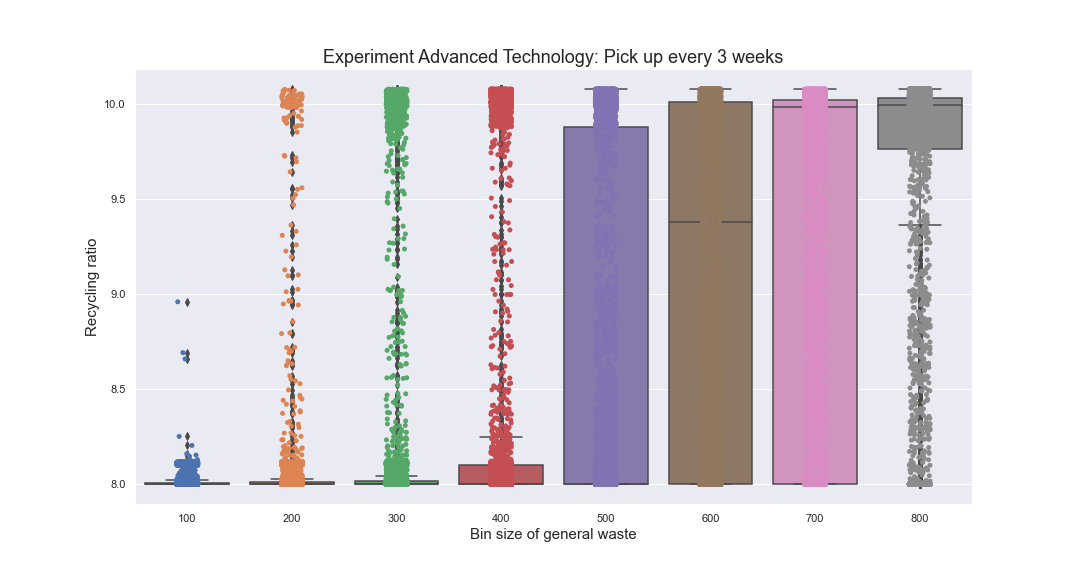 Experiment Advanced Technology: Pick up every 3 weeks
Recycling ratio
10.0
9.5
9.0
8.5
8.0
100 200 300 400 500 600 700 800
Bin size of general waste